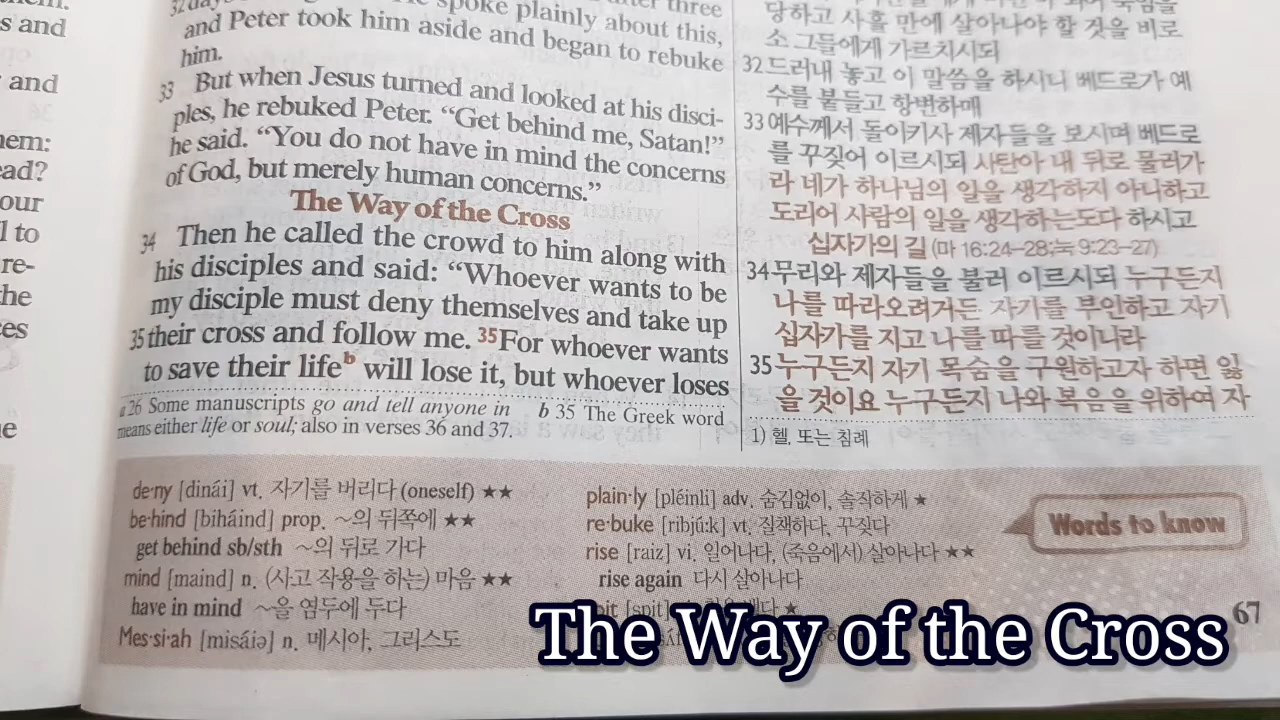 s and
and
nem:
ead?
our
l to
re-
the
ces
ne
spoke plainly about this,
and Peter took him aside and began to rebuke
him.
33 But when Jesus turned and looked at his disci-
ples, he rebuked Peter. “Get behind me, Satan!”
he said. “You do not have in mind the concerns
of God, but merely human concerns.”
The Way of the Cross
34 Then he called the crowd to him along with
his disciples and said: “Whoever wants to be
my disciple must deny themselves and take up
35 their cross and follow me. 35For whoever wants
to save their life b will lose it, but whoever loses
a 26 Some manuscripts go and tell anyone in b 35 The Greek word
means either life or soul; also in verses 36 and 37.
당하고 사흘 만에 살아나야 할 것을 비로
소 그들에게 가르치시되
32 드러내 놓고 이 말씀을 하시니 베드로가 예
수를 붙들고 항변하매
33 예수께서 돌이키사 제자들을 보시며 베드로
를 꾸짖어 이르시되 사탄아 내 뒤로 물러가
라 네가 하나님의 일을 생각하지 아니하고
도리어 사람의 일을 생각하는도다 하시고
십자가의 길 (마 16:24–28;눅 9:23–27)
34 무리와 제자들을 불러 이르시되 누구든지
나를 따라오려거든 자기를 부인하고 자기
십자가를 지고 나를 따를 것이니라
35 누구든지 자기 목숨을 구원하고자 하면 잃
을 것이요 누구든지 나와 복음을 위하여 자
1) 헬, 또는 침례
de·ny [dinái] vt. 자기를 버리다 (oneself) ★★
be·hind [biháind] prop. ~의 뒤쪽에 ★★
get behind sb/sth ~의 뒤로 가다
mind [maind] n. (사고 작용을 하는) 마음 ★★
have in mind ~을 염두에 두다
Mes·si·ah [misáiə] n. 메시아, 그리스도
plain·ly [pléinli] adv. 숨김없이, 솔직하게 ★
re·buke [ribjú:k] vt. 질책하다, 꾸짖다
rise [raiz] vi. 일어나다, (죽음에서) 살아나다 ★★
rise again 다시 살아나다
Words to know
67
The Way of the Cross